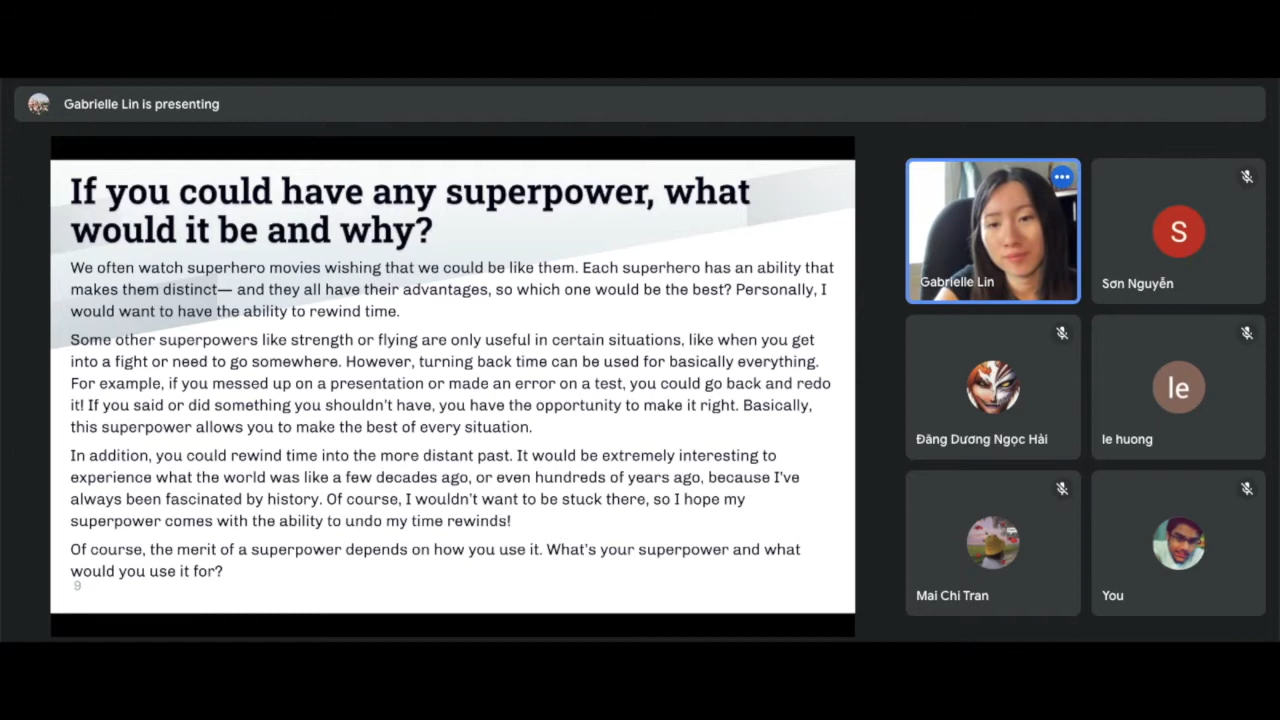 Gabrielle Lin is presenting
If you could have any superpower, what
would it be and why?
We often watch superhero movies wishing that we could be like them. Each superhero has an ability that
makes them distinct— and they all have their advantages, so which one would be the best? Personally, I
would want to have the ability to rewind time.
Some other superpowers like strength or flying are only useful in certain situations, like when you get
into a fight or need to go somewhere. However, turning back time can be used for basically everything.
For example, if you messed up on a presentation or made an error on a test, you could go back and redo
it! If you said or did something you shouldn't have, you have the opportunity to make it right. Basically,
this superpower allows you to make the best of every situation.
In addition, you could rewind time into the more distant past. It would be extremely interesting to
experience what the world was like a few decades ago, or even hundreds of years ago, because I've
always been fascinated by history. Of course, I wouldn't want to be stuck there, so I hope my
superpower comes with the ability to undo my time rewinds!
Of course, the merit of a superpower depends on how you use it. What's your superpower and what
would you use it for?
9
Gabrielle Lin
S
Sơn Nguyễn
Đăng Dương Ngọc Hải
le
le huong
Mai Chi Tran
You